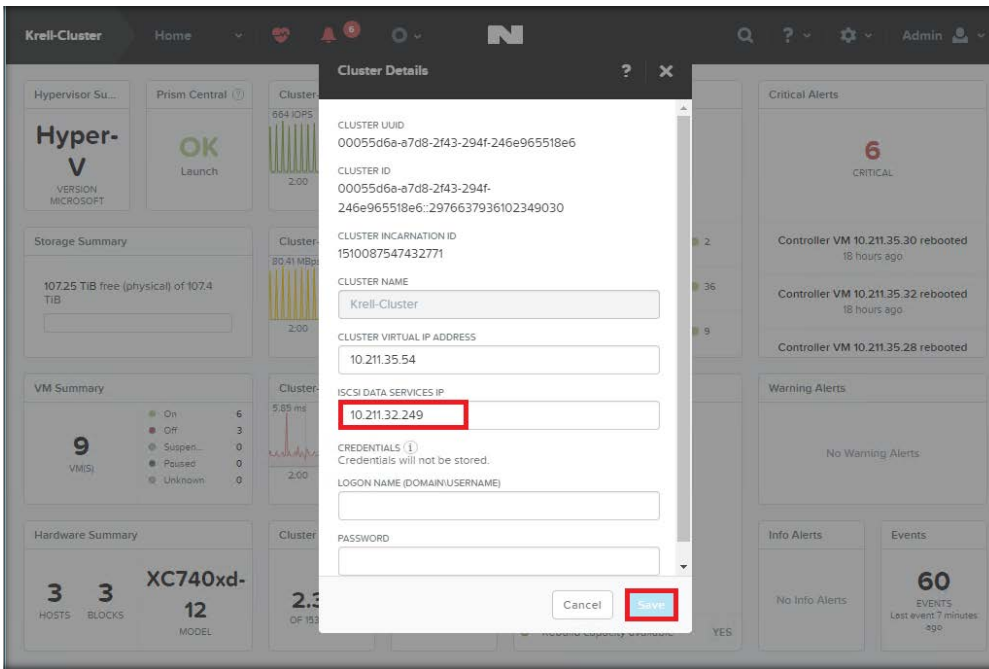 Krell-Cluster
Home
6
Admin
Cluster Details
?
Hypervisor Su...
Prism Central
Cluster-
Critical Alerts
Hyper-
V
VERSION
MICROSOFT
OK
Launch
664 IOPS
2:00
6
CRITICAL
CLUSTER UUID
00055d6a-a7d8-2f43-294f-246e965518e6
CLUSTER ID
00055d6a-a7d8-2f43-294f-
246e965518e6::2976637936102349030
CLUSTER INCARNATION ID
1510087547432771
CLUSTER NAME
Krell-Cluster
CLUSTER VIRTUAL IP ADDRESS
10.211.35.54
ISCSI DATA SERVICES IP
10.211.32.249
CREDENTIALS
Credentials will not be stored.
LOGON NAME (DOMAIN\USERNAME)
PASSWORD
Cancel
Save
Storage Summary
107.25 TiB free (physical) of 107.4
TiB
Cluster-
80.41 MBps
2:00
2
36
9
Controller VM 10.211.35.30 rebooted
18 hours ago
Controller VM 10.211.35.32 rebooted
18 hours ago
Controller VM 10.211.35.28 rebooted
VM Summary
9
VM(S)
On 6
Off 3
Suspen... 0
Paused 0
Unknown 0
Cluster-
5.85 ms
2:00
Warning Alerts
No Warning Alerts
Hardware Summary
3
HOSTS
3
BLOCKS
XC740xd-
12
MODEL
Cluster
2.3
OF 153
Rebuild capacity available
YES
Info Alerts
No Info Alerts
Events
60
EVENTS
Last event 7 minutes
ago